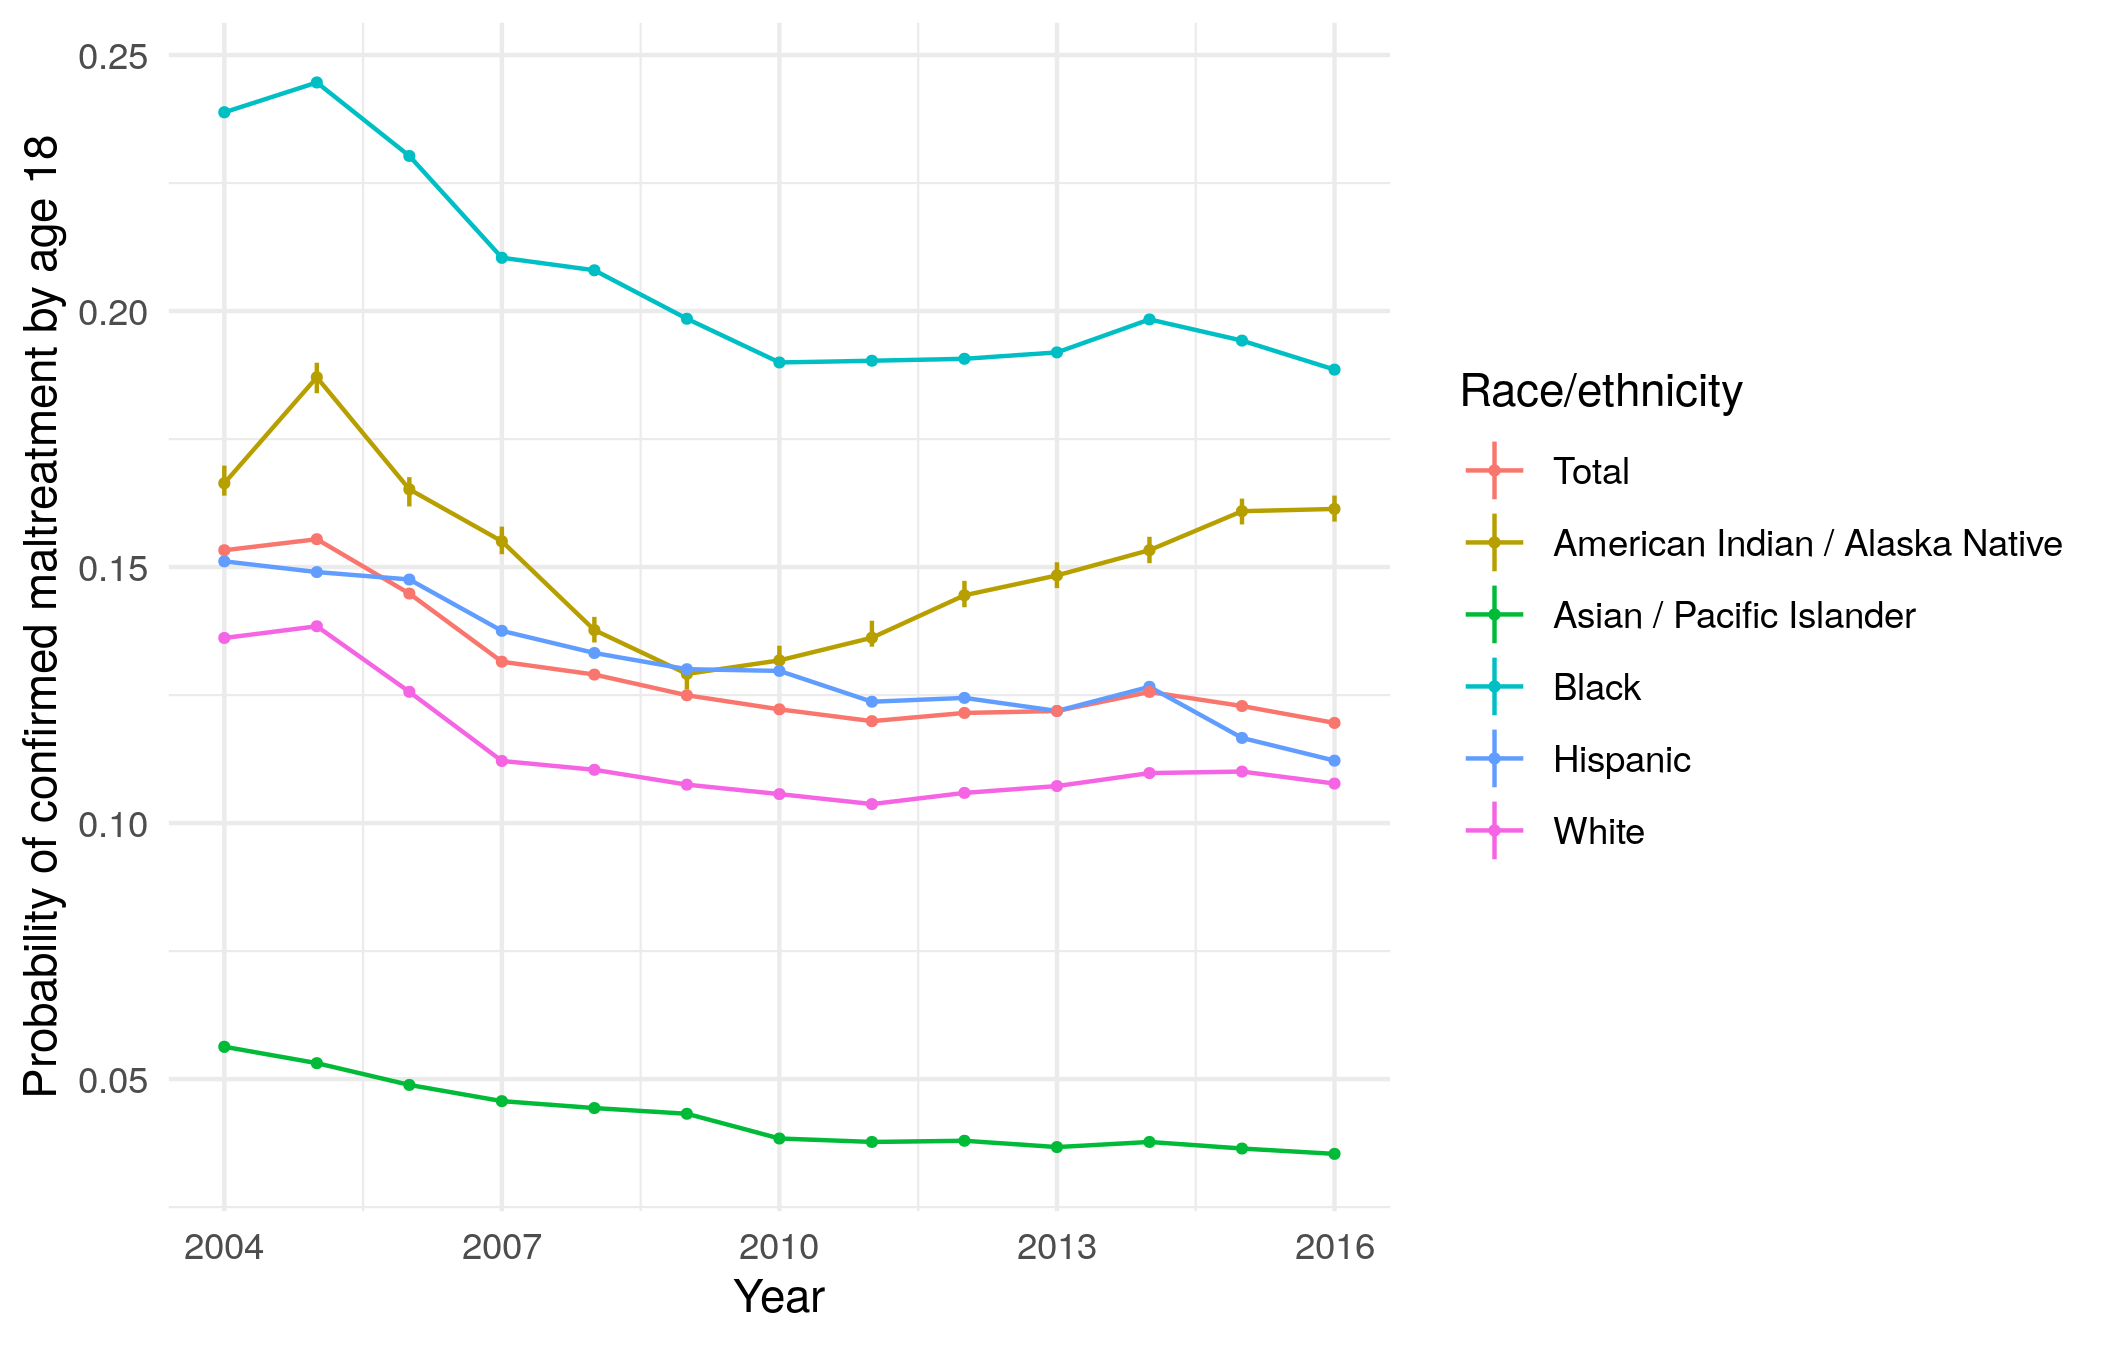 Probability of confirmed maltreatment by age 18
0.25
0.20
0.15
0.10
0.05
2004 2007 2010 2013 2016
Year
Race/ethnicity
Total
American Indian / Alaska Native
Asian / Pacific Islander
Black
Hispanic
White